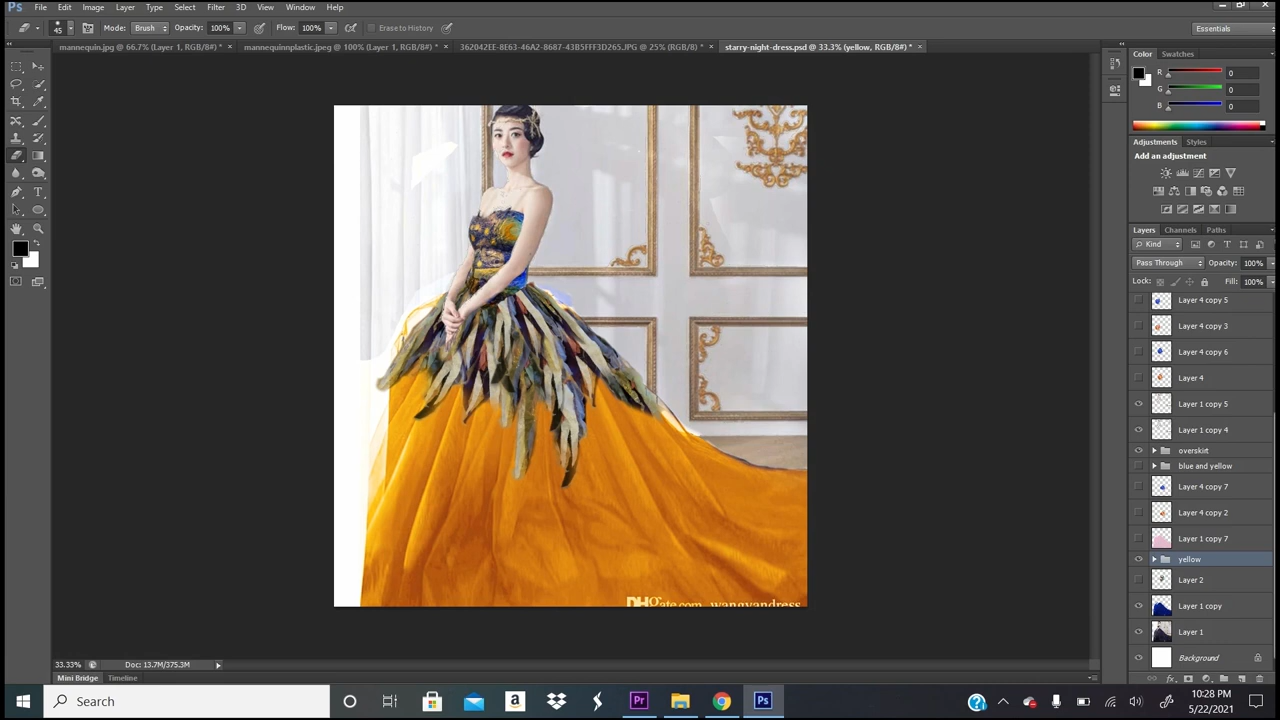 Ps File Edit Image Layer Type Select Filter 3D View Window Help
45 Mode: Brush Opacity: 100% Flow: 100% Erase to History Essentials
mannequin.jpg @ 66.7% (Layer 1, RGB/8#) * × mannequinnplastic.jpeg @ 100% (Layer 1, RGB/8#) * × 362042EE-8E63-46A2-8687-43B5FFF3D265.JPG @ 25% (RGB/8) * × starry-night-dress.psd @ 33.3% (yellow, RGB/8#) * ×
Color Swatches
R 0
G 0
B 0
Adjustments Styles
Add an adjustment
Layers Channels Paths
Kind
Pass Through Opacity: 100%
Lock: Fill: 100%
Layer 4 copy 5
Layer 4 copy 3
Layer 4 copy 6
Layer 4
Layer 1 copy 5
Layer 1 copy 4
overskirt
blue and yellow
Layer 4 copy 7
Layer 4 copy 2
Layer 1 copy 7
yellow
Layer 2
Layer 1 copy
Layer 1
Background
DHgate.com wangyandress
33.33% Doc: 13.7M/375.3M
Mini Bridge Timeline
Search
Pr Ps
10:28 PM
5/22/2021